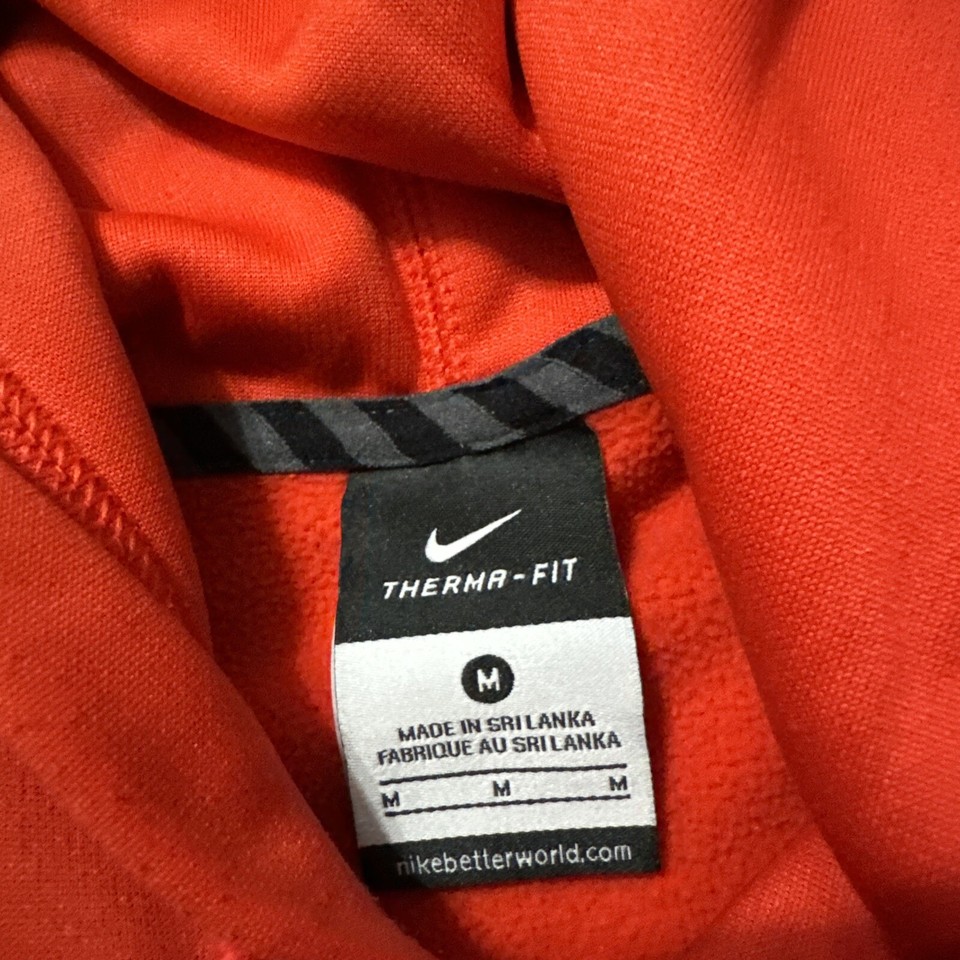 THERMA-FIT
M
MADE IN SRI LANKA
FABRIQUE AU SRI LANKA
M M M
nikebetterworld.com